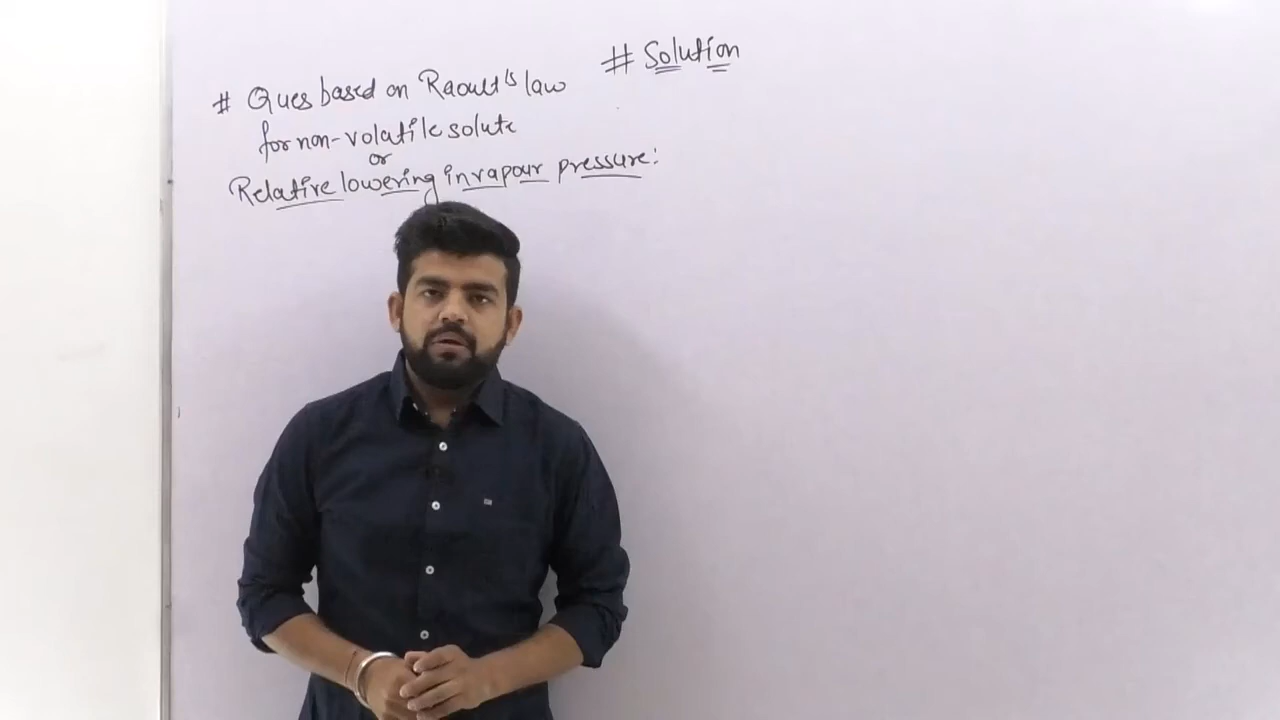 # Solution
# Ques based on Raoult's law
for non-volatile solute
or
Relative lowering in vapour pressure: